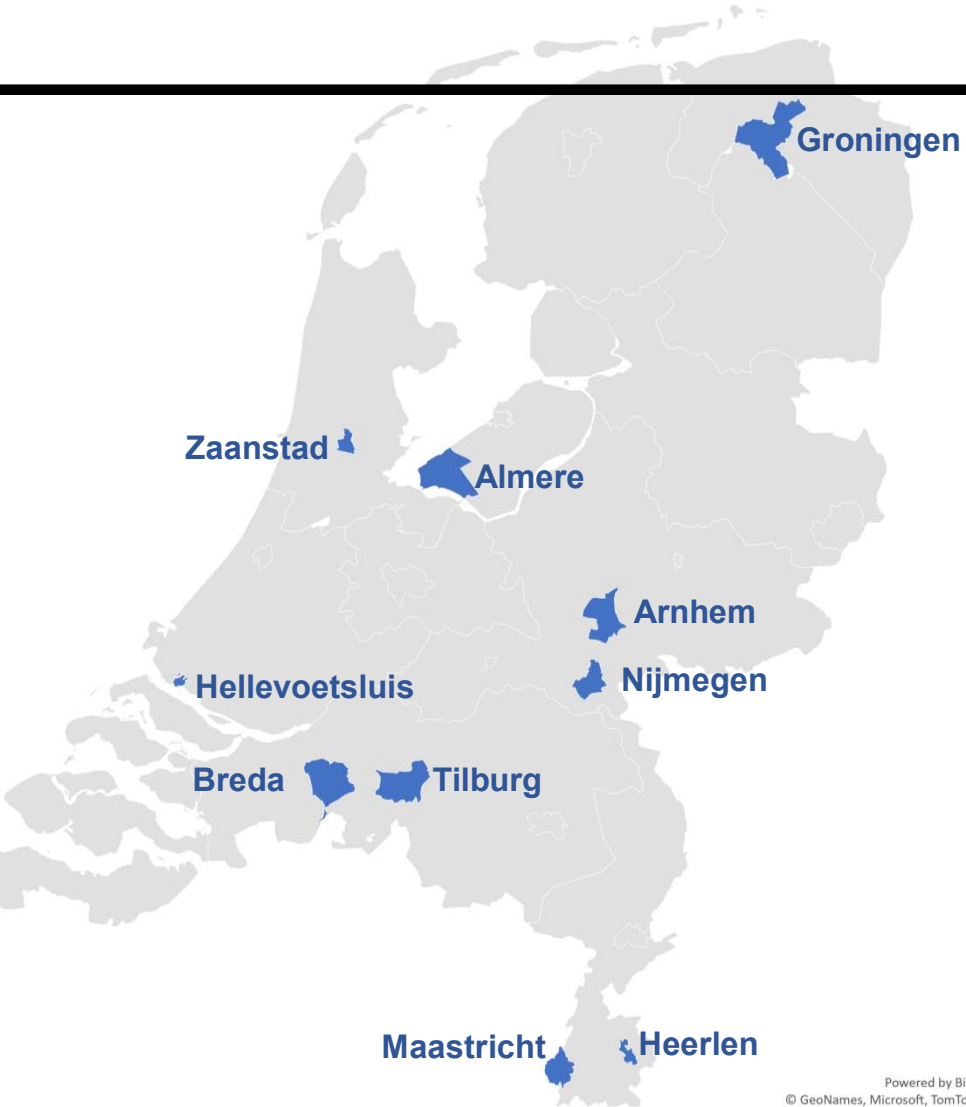 Groningen
Zaanstad
Almere
Arnhem
Nijmegen
Hellevoetsluis
Breda
Tilburg
Maastricht
Heerlen
Powered by Bi
© GeoNames, Microsoft, TomTo